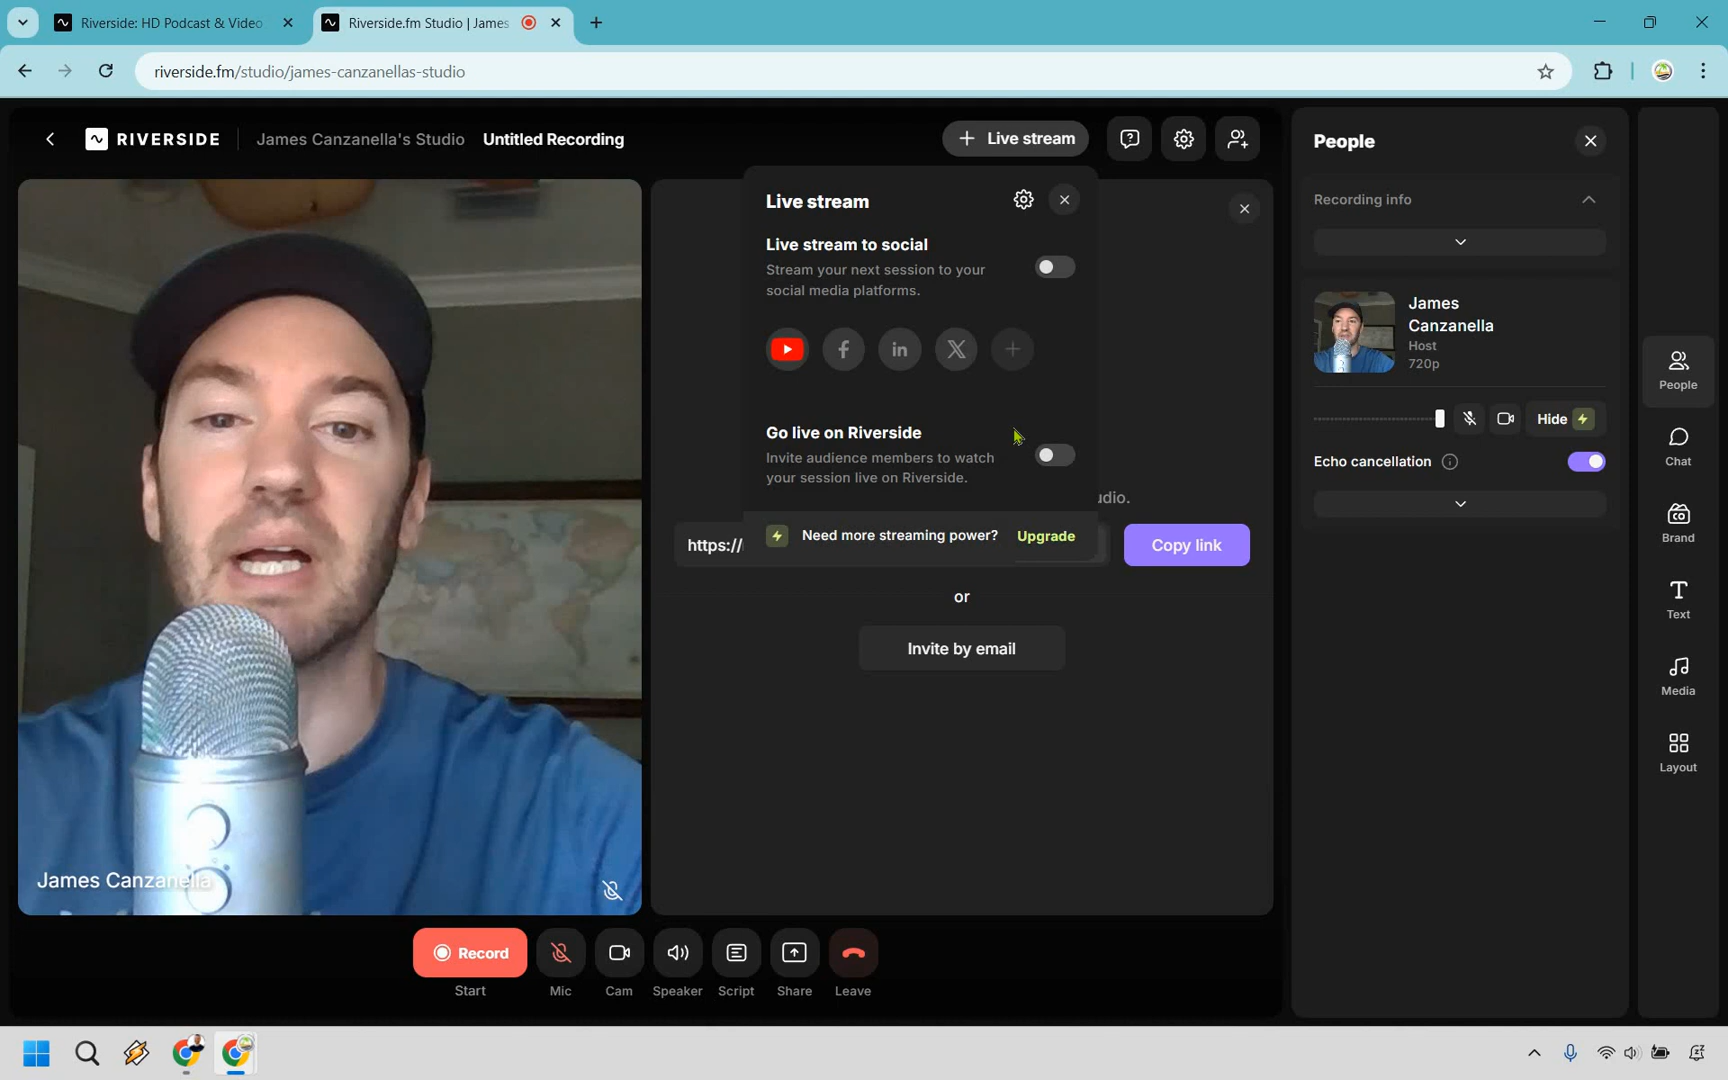 Riverside: HD Podcast & Video
Riverside.fm Studio | James
riverside.fm/studio/james-canzanellas-studio
RIVERSIDE
James Canzanella's Studio
Untitled Recording
Live stream
People
Live stream
Live stream to social
Stream your next session to your
social media platforms.
Go live on Riverside
Invite audience members to watch
your session live on Riverside.
Need more streaming power?
Upgrade
udio.
https://
Copy link
or
Invite by email
Recording info
James
Canzanella
Host
720p
Hide
Echo cancellation
People
Chat
Brand
Text
Media
Layout
James Canzanella
Record
Start
Mic
Cam
Speaker
Script
Share
Leave